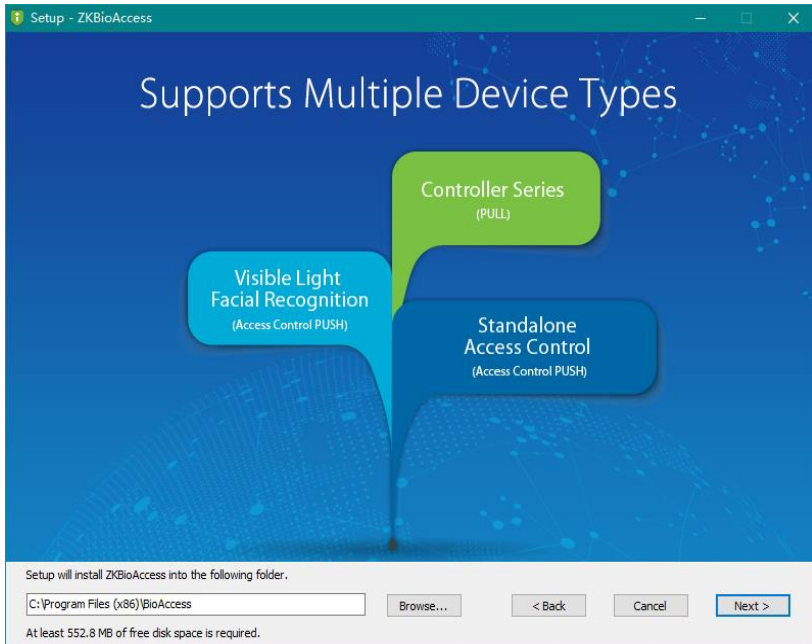 Setup - ZKBioAccess
Supports Multiple Device Types
Controller Series
(PULL)
Visible Light
Facial Recognition
(Access Control PUSH)
Standalone
Access Control
(Access Control PUSH)
Setup will install ZKBioAccess into the following folder.
C:\Program Files (x86)\BioAccess
Browse...
< Back
Cancel
Next >
At least 552.8 MB of free disk space is required.